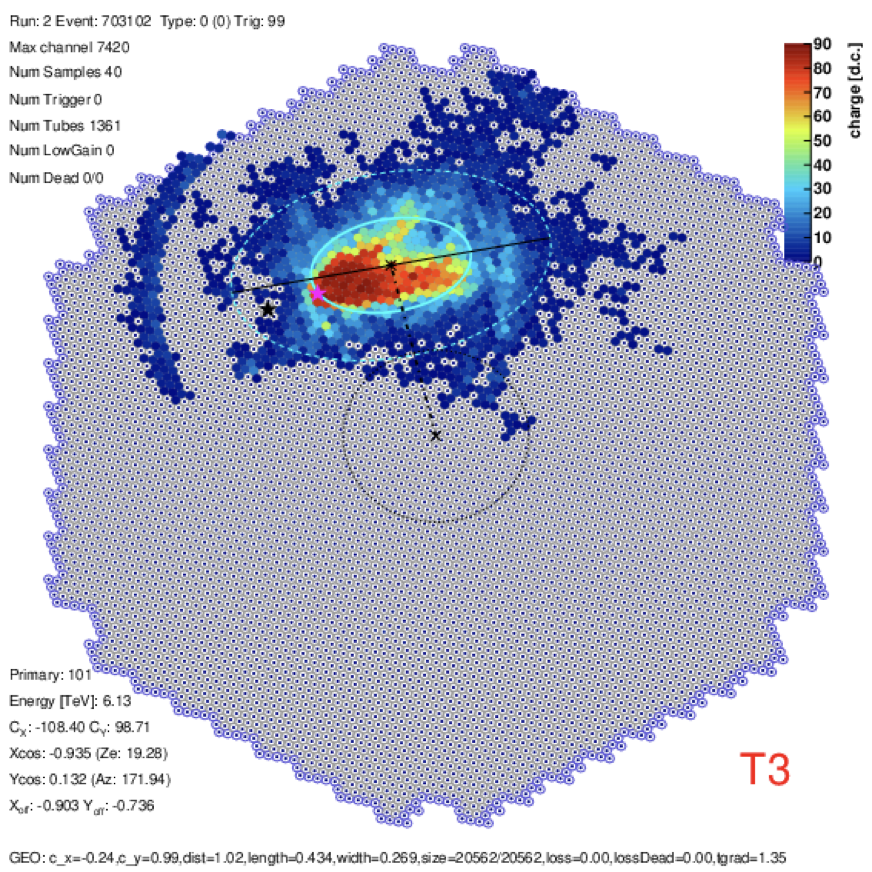 Run: 2 Event: 703102 Type: 0 (0) Trig: 99
Max channel 7420
Num Samples 40
Num Trigger 0
Num Tubes 1361
Num LowGain 0
Num Dead 0/0
90
80
70
60
50
40
30
20
10
0
charge [d.c.]
Primary: 101
Energy [TeV]: 6.13
CX: -108.40 CY: 98.71
Xcos: -0.935 (Ze: 19.28)
Ycos: 0.132 (Az: 171.94)
Xoff: -0.903 Yoff: -0.736
T3
GEO: c_x=-0.24,c_y=0.99,dist=1.02,length=0.434,width=0.269,size=20562/20562,loss=0.00,lossDead=0.00,tgrad=1.35